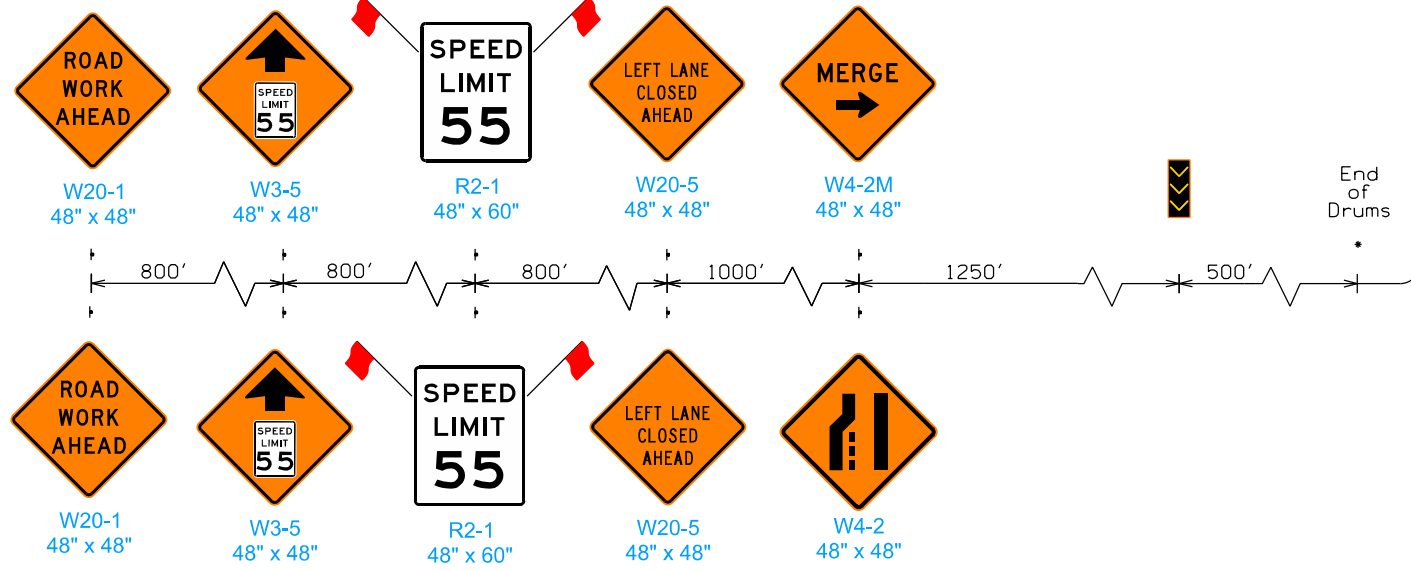 ROAD
WORK
AHEAD
W20-1
48" x 48"
SPEED
LIMIT
55
W3-5
48" x 48"
SPEED
LIMIT
55
R2-1
48" x 60"
LEFT LANE
CLOSED
AHEAD
W20-5
48" x 48"
MERGE
W4-2M
48" x 48"
End
of
Drums
800'
800'
800'
1000'
1250'
500'
ROAD
WORK
AHEAD
W20-1
48" x 48"
SPEED
LIMIT
55
W3-5
48" x 48"
SPEED
LIMIT
55
R2-1
48" x 60"
LEFT LANE
CLOSED
AHEAD
W20-5
48" x 48"
W4-2
48" x 48"